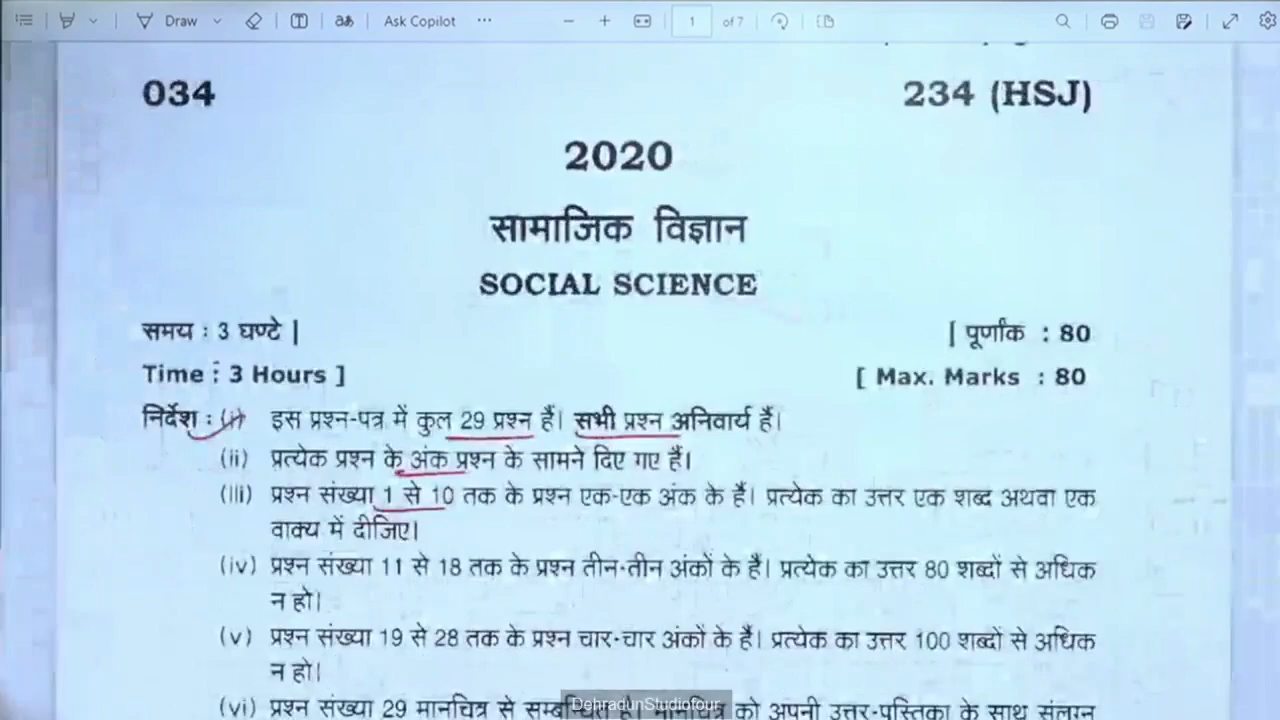 Draw
Ask Copilot
1 of 7
034 234 (HSJ)
2020
सामाजिक विज्ञान
SOCIAL SCIENCE
समय : 3 घण्टे | [ पूर्णांक : 80
Time : 3 Hours ] [ Max. Marks : 80
निर्देश : (i) इस प्रश्न-पत्र में कुल 29 प्रश्न हैं। सभी प्रश्न अनिवार्य हैं।
(ii) प्रत्येक प्रश्न के अंक प्रश्न के सामने दिए गए हैं।
(iii) प्रश्न संख्या 1 से 10 तक के प्रश्न एक-एक अंक के हैं। प्रत्येक का उत्तर एक शब्द अथवा एक
वाक्य में दीजिए।
(iv) प्रश्न संख्या 11 से 18 तक के प्रश्न तीन-तीन अंकों के हैं। प्रत्येक का उत्तर 80 शब्दों से अधिक
न हो।
(v) प्रश्न संख्या 19 से 28 तक के प्रश्न चार-चार अंकों के हैं। प्रत्येक का उत्तर 100 शब्दों से अधिक
न हो।
(vi) प्रश्न संख्या 29 मानचित्र से सम्बन्धित है। मानचित्र को अपनी उत्तर-पुस्तिका के साथ संलग्न
DehradunStudiofour